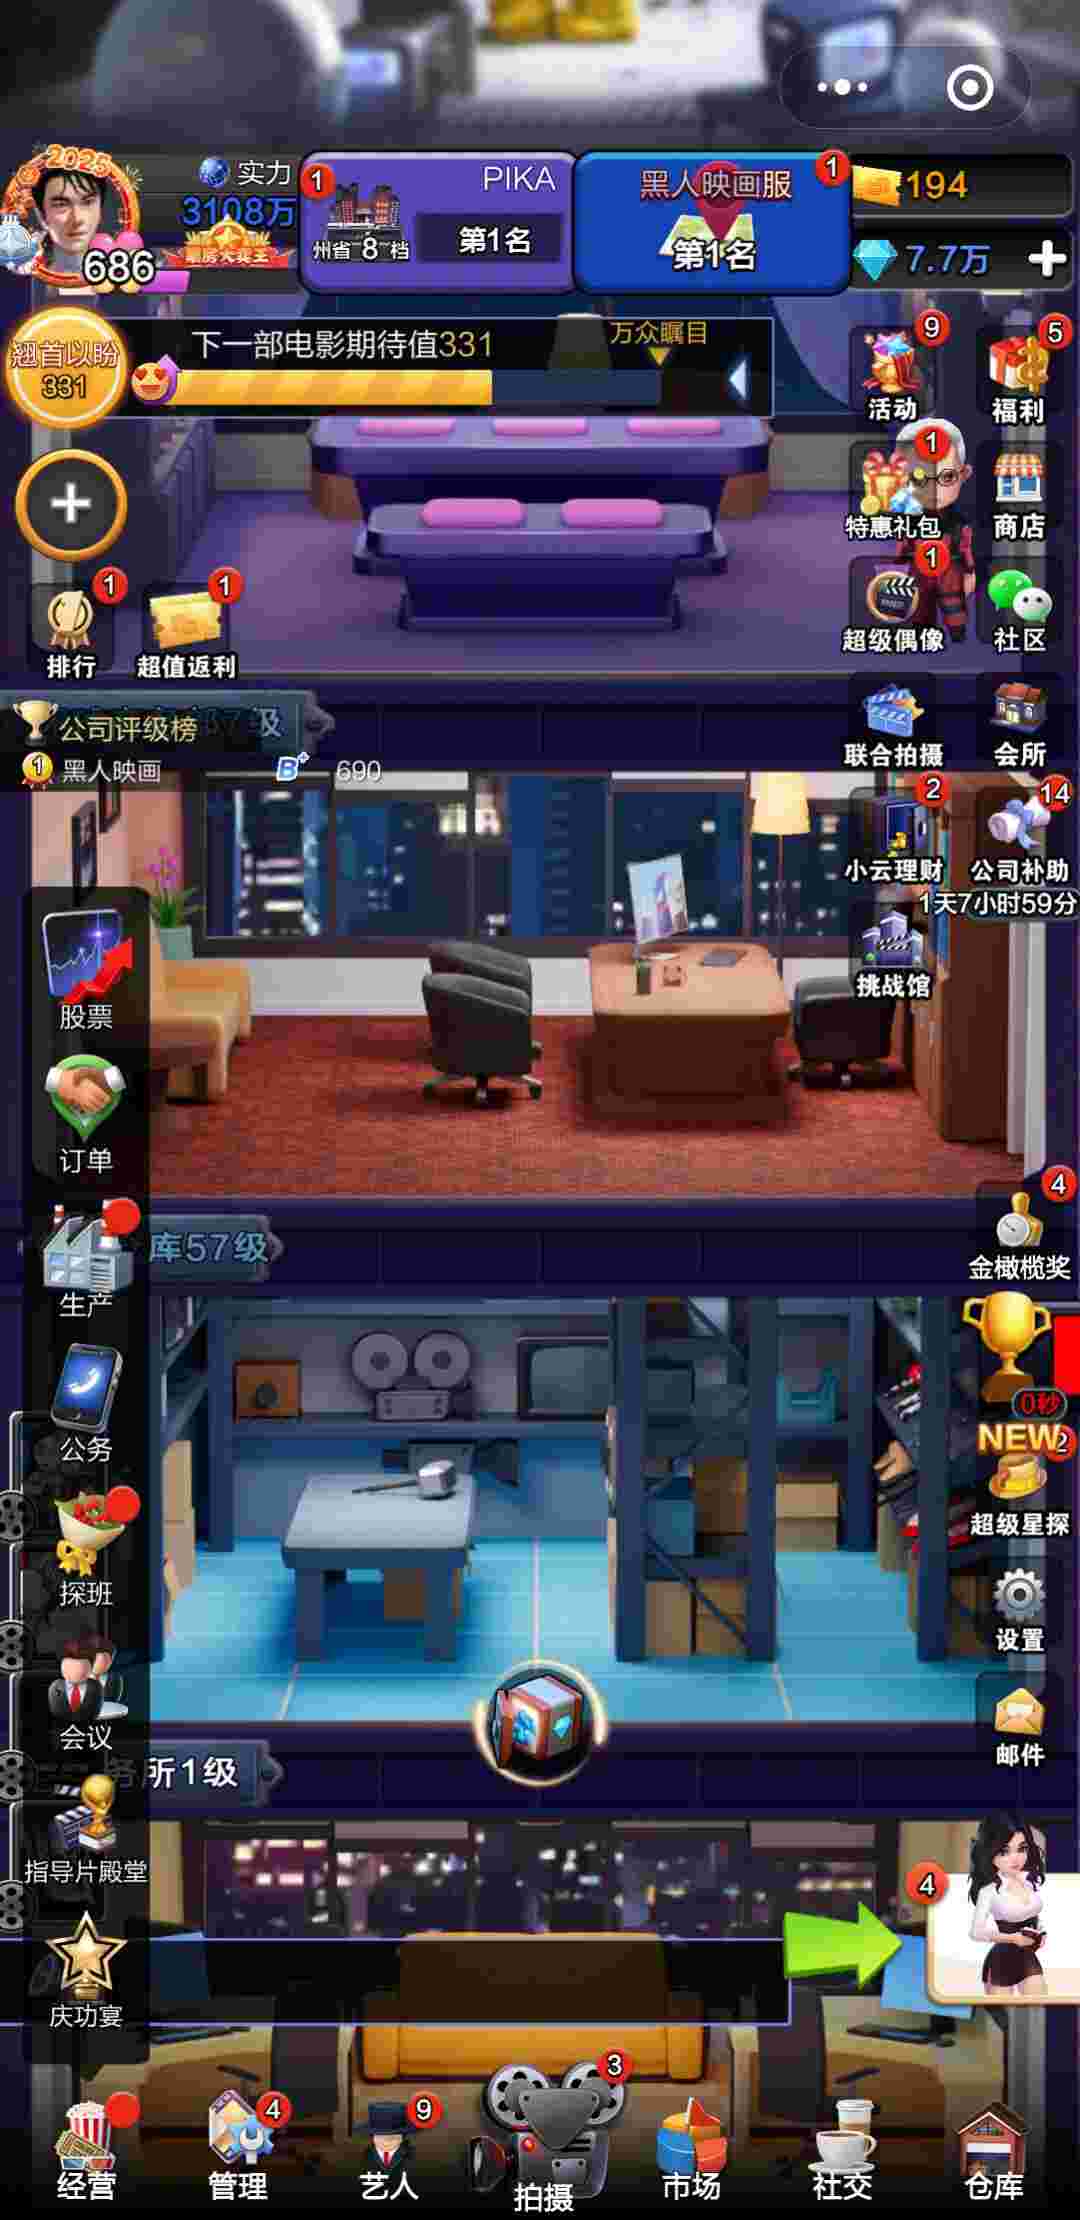 2025
实力
3108万
票房大卖王
686
1
PIKA
州省 8 档
第1名
1
黑人映画服
第1名
194
7.7万
翘首以盼
331
下一部电影期待值331
万众瞩目
9
活动
5
福利
1
特惠礼包
商店
1
超级偶像
社区
1
排行
1
超值返利
联合拍摄
会所
7级
公司评级榜
1
黑人映画
B+
690
2
小云理财
14
公司补助
1天7小时59分
挑战馆
股票
订单
生产
库57级
公务
探班
会议
所1级
指导片殿堂
庆功宴
4
金橄榄奖
0秒
NEW
2
超级星探
设置
邮件
4
经营
4
管理
9
艺人
3
拍摄
市场
社交
仓库